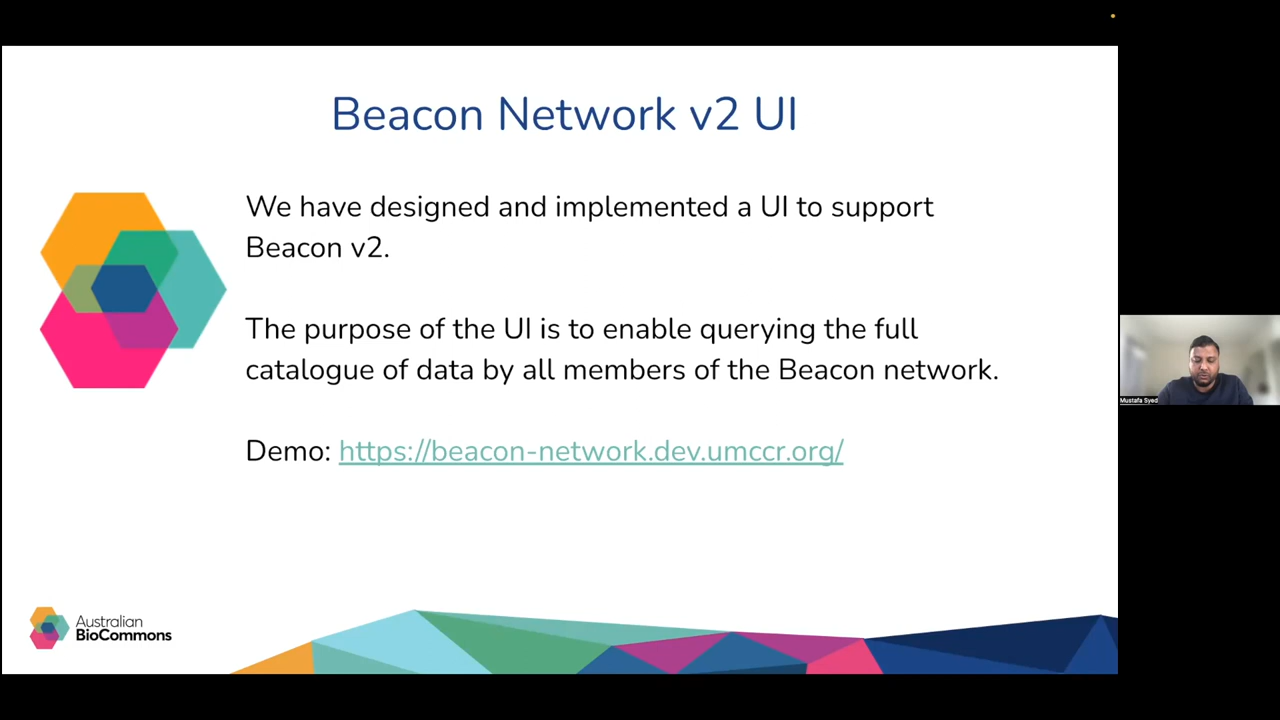 Beacon Network v2 UI
We have designed and implemented a UI to support
Beacon v2.
The purpose of the UI is to enable querying the full
catalogue of data by all members of the Beacon network.
Demo: https://beacon-network.dev.umccr.org/
Mustafa Syed
Australian
BioCommons